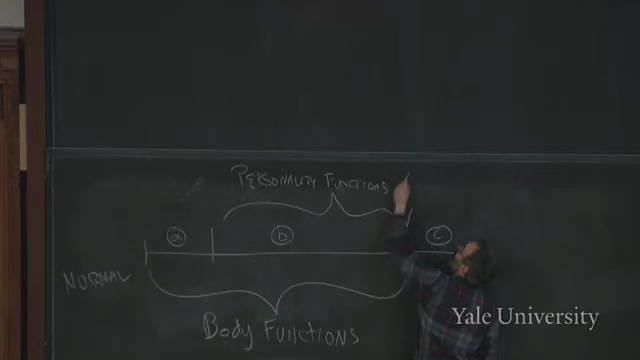 PERSONALITY FUNCTIONS
a b c
NORMAL
Body FUNCTIONS
Yale University